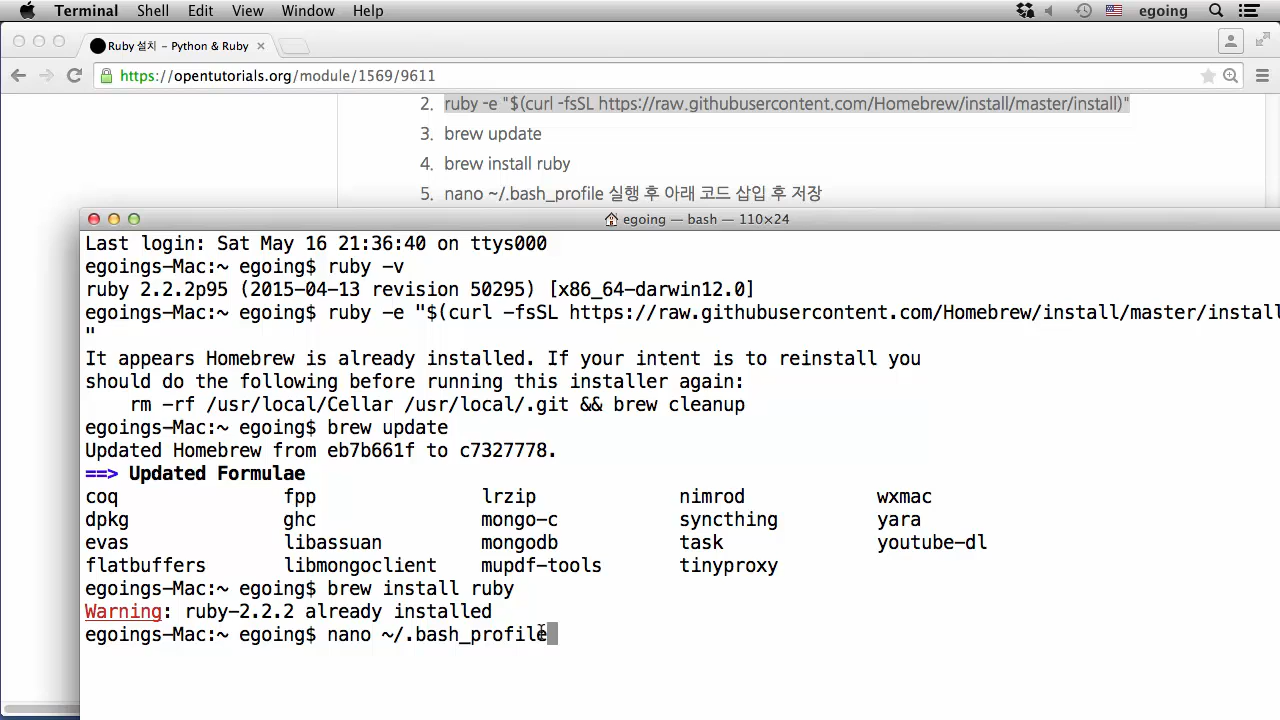 Terminal Shell Edit View Window Help egoing
Ruby 설치 - Python & Ruby
https://opentutorials.org/module/1569/9611
2. ruby -e "$(curl -fsSL https://raw.githubusercontent.com/Homebrew/install/master/install)"
3. brew update
4. brew install ruby
5. nano ~/.bash_profile 실행 후 아래 코드 삽입 후 저장
egoing — bash — 110×24
Last login: Sat May 16 21:36:40 on ttys000
egoings-Mac:~ egoing$ ruby -v
ruby 2.2.2p95 (2015-04-13 revision 50295) [x86_64-darwin12.0]
egoings-Mac:~ egoing$ ruby -e "$(curl -fsSL https://raw.githubusercontent.com/Homebrew/install/master/install
"
It appears Homebrew is already installed. If your intent is to reinstall you
should do the following before running this installer again:
    rm -rf /usr/local/Cellar /usr/local/.git && brew cleanup
egoings-Mac:~ egoing$ brew update
Updated Homebrew from eb7b661f to c7327778.
==> Updated Formulae
coq fpp lrzip nimrod wxmac
dpkg ghc mongo-c syncthing yara
evas libassuan mongodb task youtube-dl
flatbuffers libmongoclient mupdf-tools tinyproxy
egoings-Mac:~ egoing$ brew install ruby
Warning: ruby-2.2.2 already installed
egoings-Mac:~ egoing$ nano ~/.bash_profile